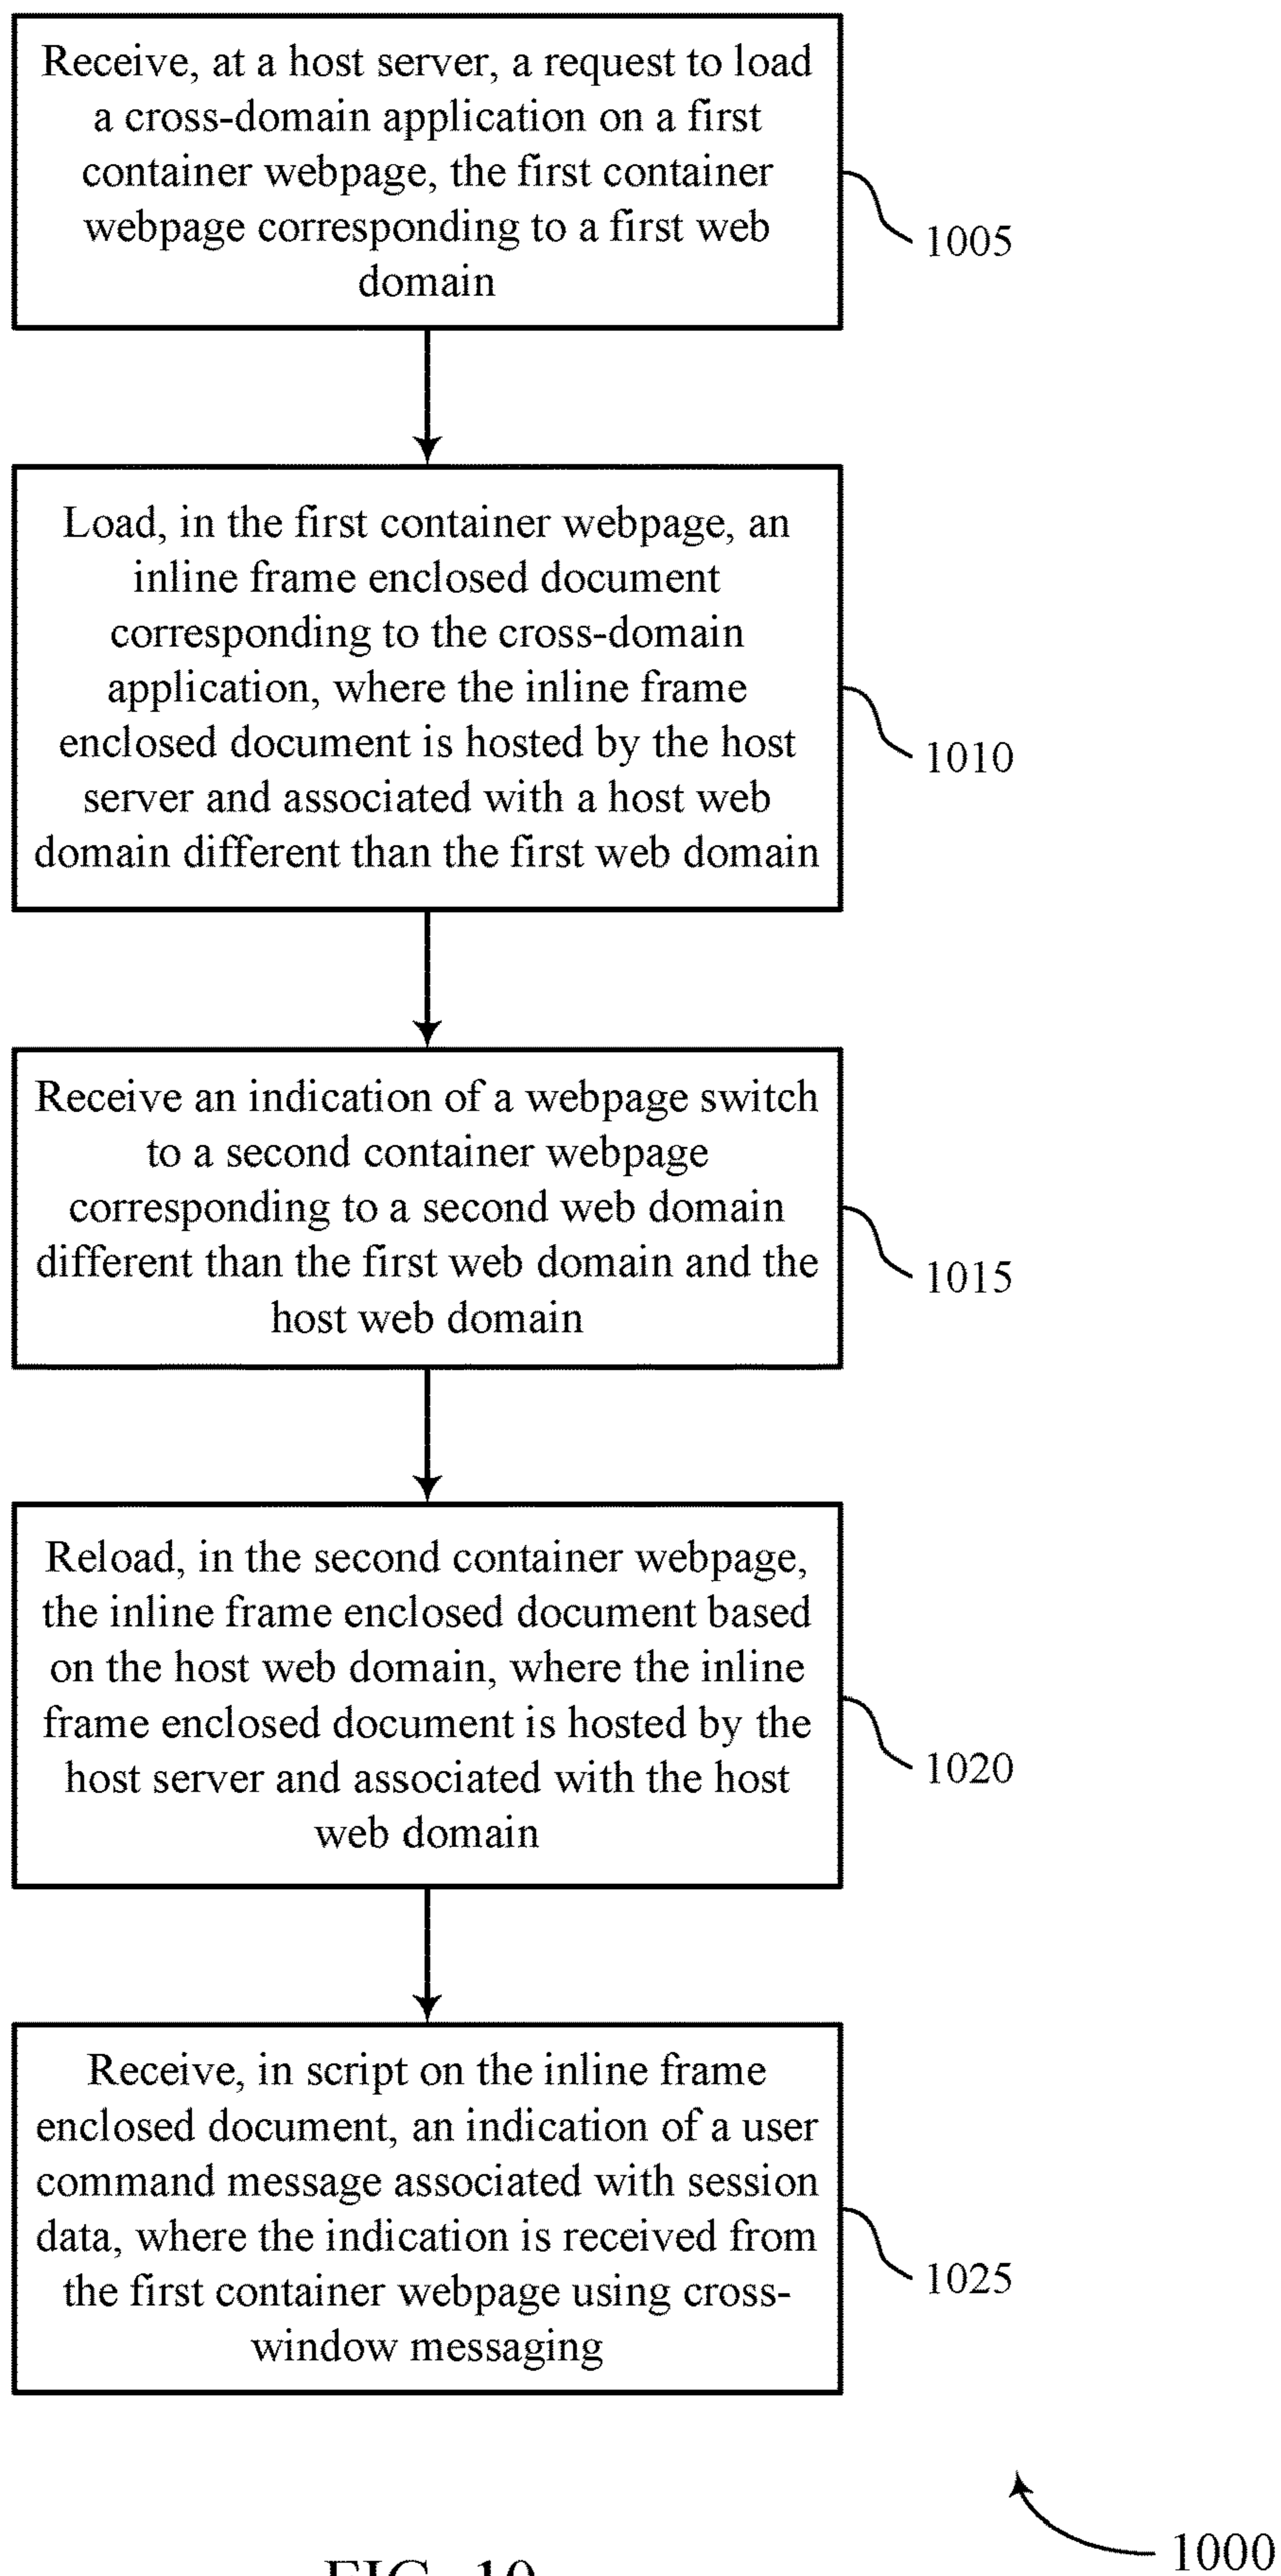 Receive, at a host server, a request to load
a cross-domain application on a first
container webpage, the first container
webpage corresponding to a first web
domain
1005
Load, in the first container webpage, an
inline frame enclosed document
corresponding to the cross-domain
application, where the inline frame
enclosed document is hosted by the host
server and associated with a host web
domain different than the first web domain
1010
Receive an indication of a webpage switch
to a second container webpage
corresponding to a second web domain
different than the first web domain and the
host web domain
1015
Reload, in the second container webpage,
the inline frame enclosed document based
on the host web domain, where the inline
frame enclosed document is hosted by the
host server and associated with the host
web domain
1020
Receive, in script on the inline frame
enclosed document, an indication of a user
command message associated with session
data, where the indication is received from
the first container webpage using cross-
window messaging
1025
1000
FIG. 10